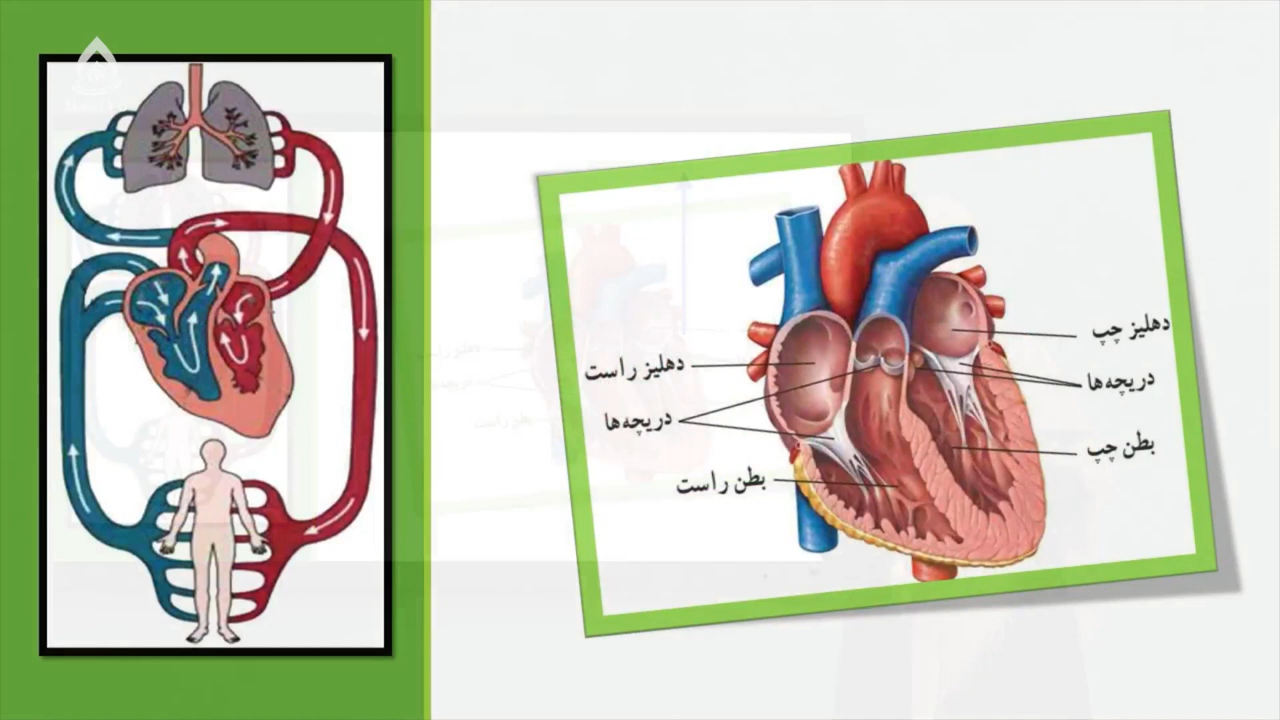 دهلیز چپ
دریچه‌ها
بطن چپ
دهلیز راست
دریچه‌ها
بطن راست